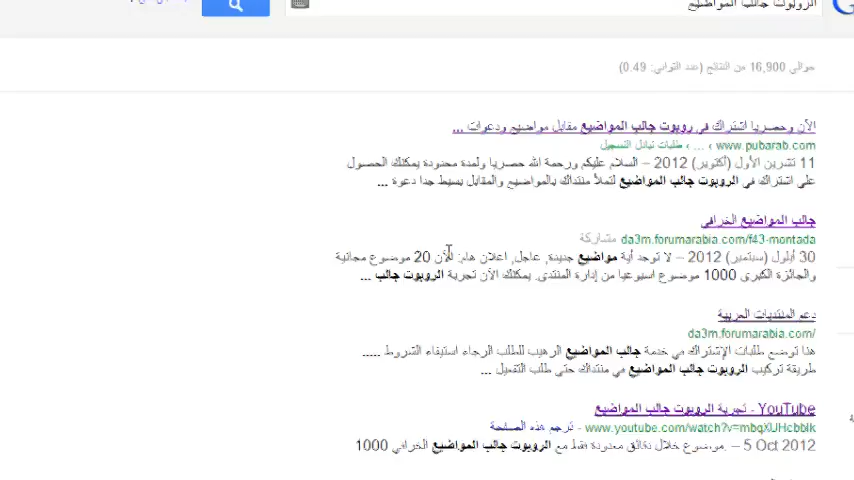 الروبوت جالب المواضيع
حوالي 16,900 من النتائج (عدد الثواني: 0.49)
الآن وحصريا اشتراك في روبوت جالب المواضيع مقابل مواضيع ودعوات ...
www.pubarab.com › ... › طلبات تبادل التسجيل
11 تشرين الأول (أكتوبر) 2012 – السلام عليكم ورحمة الله حصريا ولمدة محدودة يمكنك الحصول
على اشتراك في الروبوت جالب المواضيع لتملأ منتداك بالمواضيع والمقابل بسيط جدا دعوة ...
جالب المواضيع الخرافي
da3m.forumarabia.com/f43-montada مشاركة
30 أيلول (سبتمبر) 2012 – لا توجد أية مواضيع جديدة, عاجل, اعلان هام: الآن 20 موضوع مجانية
والجائزة الكبرى 1000 موضوع اسبوعيا من إدارة المنتدى. يمكنك الآن تجربة الروبوت جالب ...
دعم المنتديات العربية
da3m.forumarabia.com/
هنا توضع طلبات الإشتراك في خدمة جالب المواضيع الرهيب للطلب الرجاء استيفاء الشروط .....
طريقة تركيب الروبوت جالب المواضيع في منتداك حتى طلب التفعيل ...
YouTube - تجربة الروبوت جالب المواضيع
www.youtube.com/watch?v=mbqXUHcbblk - ترجم هذه الصفحة
5 Oct 2012 – موضوع خلال دقائق معدودة فقط مع الروبوت جالب المواضيع الخرافي 1000.